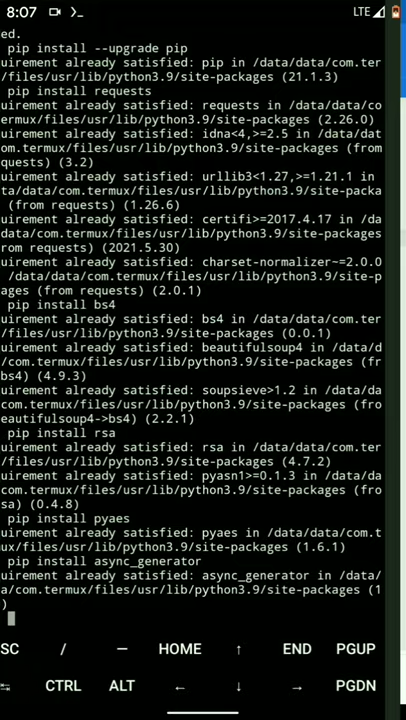 8:07 LTE
ed.
pip install --upgrade pip
uirement already satisfied: pip in /data/data/com.ter
/files/usr/lib/python3.9/site-packages (21.1.3)
pip install requests
uirement already satisfied: requests in /data/data/co
ermux/files/usr/lib/python3.9/site-packages (2.26.0)
uirement already satisfied: idna<4,>=2.5 in /data/dat
om.termux/files/usr/lib/python3.9/site-packages (from
quests) (3.2)
uirement already satisfied: urllib3<1.27,>=1.21.1 in
ta/data/com.termux/files/usr/lib/python3.9/site-packa
(from requests) (1.26.6)
uirement already satisfied: certifi>=2017.4.17 in /da
data/com.termux/files/usr/lib/python3.9/site-packages
rom requests) (2021.5.30)
uirement already satisfied: charset-normalizer~=2.0.0
/data/data/com.termux/files/usr/lib/python3.9/site-p
ages (from requests) (2.0.1)
pip install bs4
uirement already satisfied: bs4 in /data/data/com.ter
/files/usr/lib/python3.9/site-packages (0.0.1)
uirement already satisfied: beautifulsoup4 in /data/d
/com.termux/files/usr/lib/python3.9/site-packages (fr
bs4) (4.9.3)
uirement already satisfied: soupsieve>1.2 in /data/da
com.termux/files/usr/lib/python3.9/site-packages (fro
eautifulsoup4->bs4) (2.2.1)
pip install rsa
uirement already satisfied: rsa in /data/data/com.ter
/files/usr/lib/python3.9/site-packages (4.7.2)
uirement already satisfied: pyasn1>=0.1.3 in /data/da
com.termux/files/usr/lib/python3.9/site-packages (fro
sa) (0.4.8)
pip install pyaes
uirement already satisfied: pyaes in /data/data/com.t
ux/files/usr/lib/python3.9/site-packages (1.6.1)
pip install async_generator
uirement already satisfied: async_generator in /data/
a/com.termux/files/usr/lib/python3.9/site-packages (1
)
SC / — HOME ↑ END PGUP
↹ CTRL ALT ← ↓ → PGDN